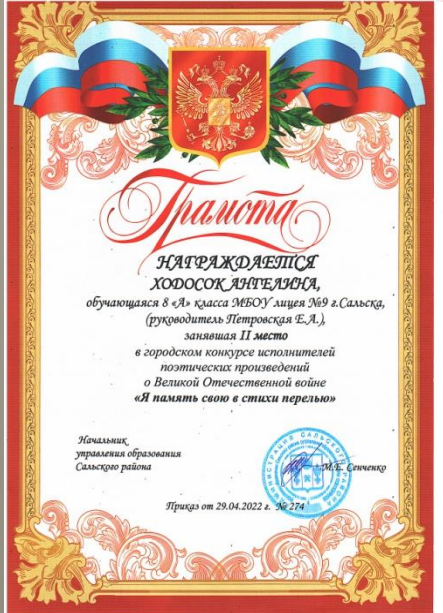 Грамота
НАГРАЖДАЕТСЯ
ХОДОСОК АНГЕЛИНА,
обучающаяся 8 «А» класса МБОУ лицея №9 г.Сальска,
(руководитель Петровская Е.А.),
занявшая II место
в городском конкурсе исполнителей
поэтических произведений
о Великой Отечественной войне
«Я память свою в стихи перелью»
Начальник
управления образования
Сальского района
М.Е. Сенченко
Приказ от 29.04.2022 г. № 274